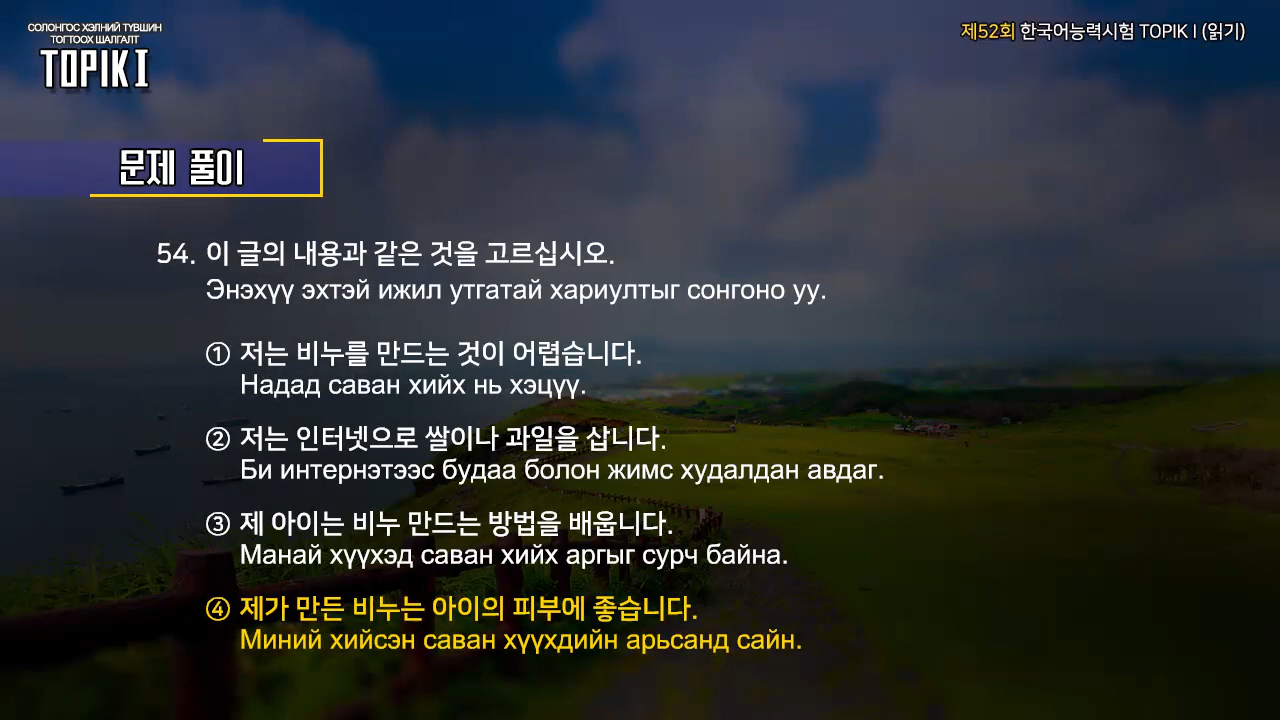 СОЛОНГОС ХЭЛНИЙ ТҮВШИН
ТОГТООХ ШАЛГАЛТ
TOPIK I
제52회 한국어능력시험 TOPIK I (읽기)
문제 풀이
54. 이 글의 내용과 같은 것을 고르십시오.
Энэхүү эхтэй ижил утгатай хариултыг сонгоно уу.
① 저는 비누를 만드는 것이 어렵습니다.
Надад саван хийх нь хэцүү.
② 저는 인터넷으로 쌀이나 과일을 삽니다.
Би интернэтээс будаа болон жимс худалдан авдаг.
③ 제 아이는 비누 만드는 방법을 배웁니다.
Манай хүүхэд саван хийх аргыг сурч байна.
④ 제가 만든 비누는 아이의 피부에 좋습니다.
Миний хийсэн саван хүүхдийн арьсанд сайн.